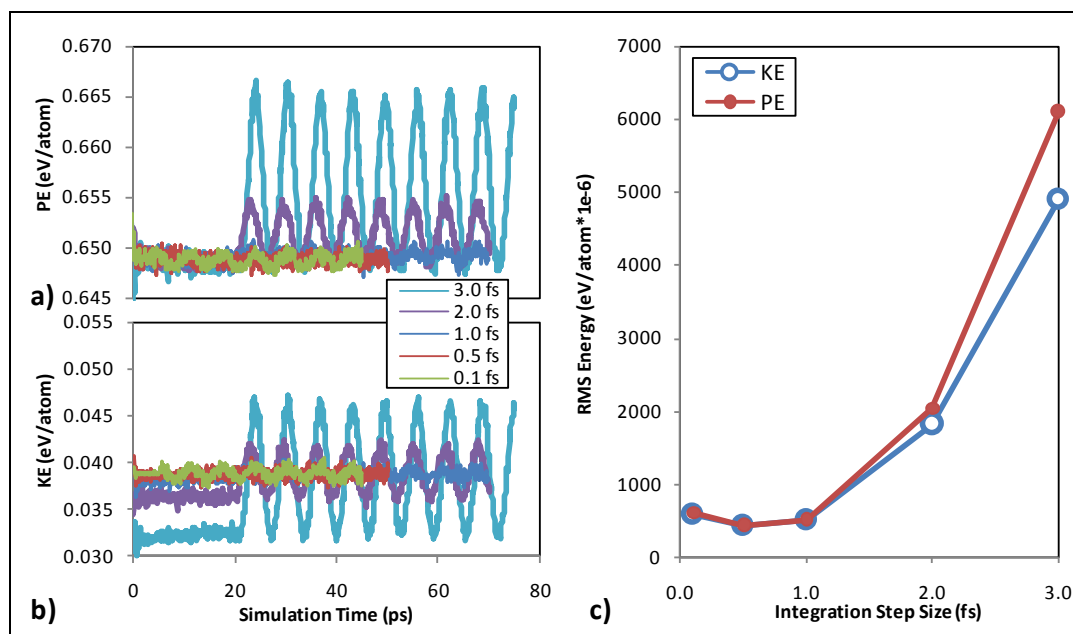 0.670
0.665
0.660
0.655
0.650
0.645
PE (eV/atom)
a)
3.0 fs
2.0 fs
1.0 fs
0.5 fs
0.1 fs
0.055
0.050
0.045
0.040
0.035
0.030
KE (eV/atom)
0 20 40 60 80
b)
Simulation Time (ps)
7000
6000
5000
4000
3000
2000
1000
0
RMS Energy (eV/atom*1e-6)
KE
PE
0.0 1.0 2.0 3.0
c)
Integration Step Size (fs)